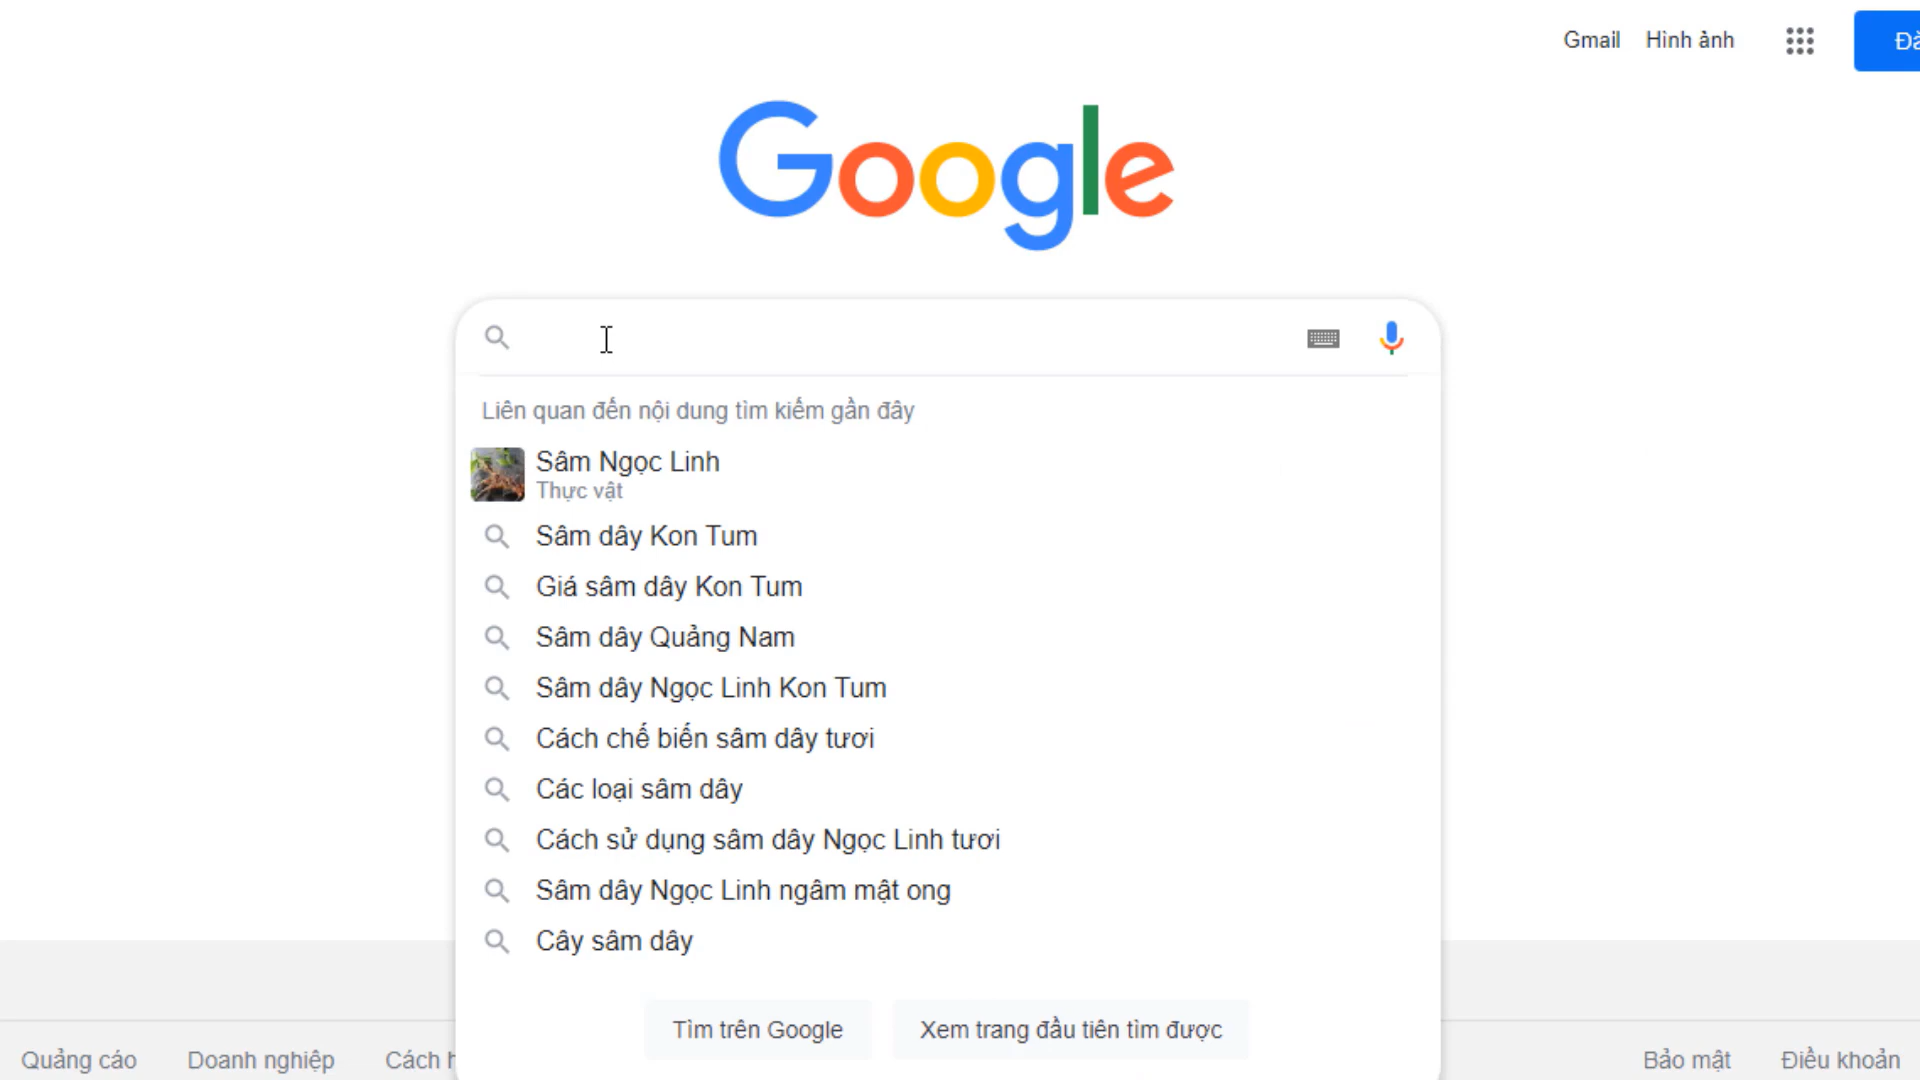 Gmail Hình ảnh
Google
Liên quan đến nội dung tìm kiếm gần đây
Sâm Ngọc Linh
Thực vật
Sâm dây Kon Tum
Giá sâm dây Kon Tum
Sâm dây Quảng Nam
Sâm dây Ngọc Linh Kon Tum
Cách chế biến sâm dây tươi
Các loại sâm dây
Cách sử dụng sâm dây Ngọc Linh tươi
Sâm dây Ngọc Linh ngâm mật ong
Cây sâm dây
Tìm trên Google Xem trang đầu tiên tìm được
Quảng cáo Doanh nghiệp Cách Bảo mật Điều khoản